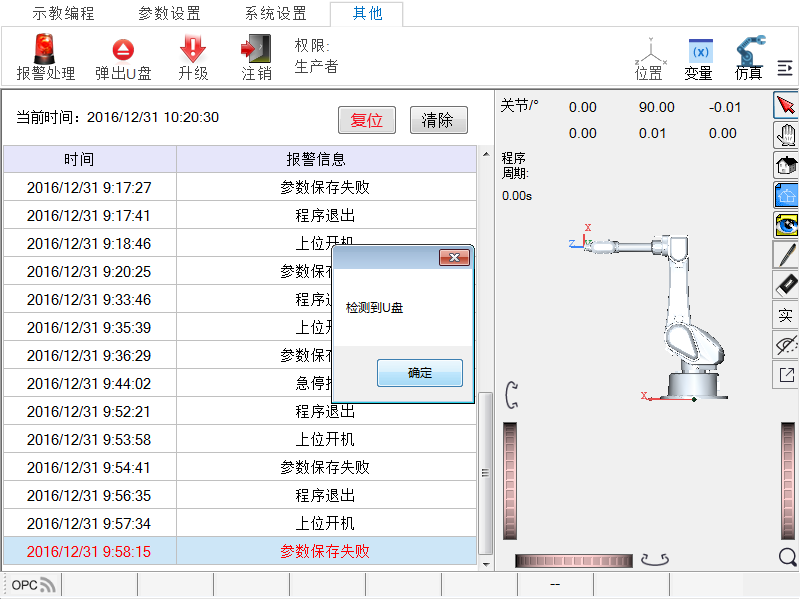 示教编程 参数设置 系统设置 其他
报警处理 弹出U盘 升级 注销 权限: 生产者 位置 变量 (x) 仿真
当前时间：2016/12/31 10:20:30 复位 清除
时间 报警信息
2016/12/31 9:17:27 参数保存失败
2016/12/31 9:17:41 程序退出
2016/12/31 9:18:46 上位开机
2016/12/31 9:20:25 参数保
2016/12/31 9:33:46 程序
2016/12/31 9:35:39 上位
2016/12/31 9:36:29 参数保
2016/12/31 9:44:02 急停
2016/12/31 9:52:21 程序退出
2016/12/31 9:53:58 上位开机
2016/12/31 9:54:41 参数保存失败
2016/12/31 9:56:35 程序退出
2016/12/31 9:57:34 上位开机
2016/12/31 9:58:15 参数保存失败
检测到U盘
确定
关节/° 0.00 90.00 -0.01
0.00 0.01 0.00
程序
周期:
0.00s
X
Z
X
实
OPC
--